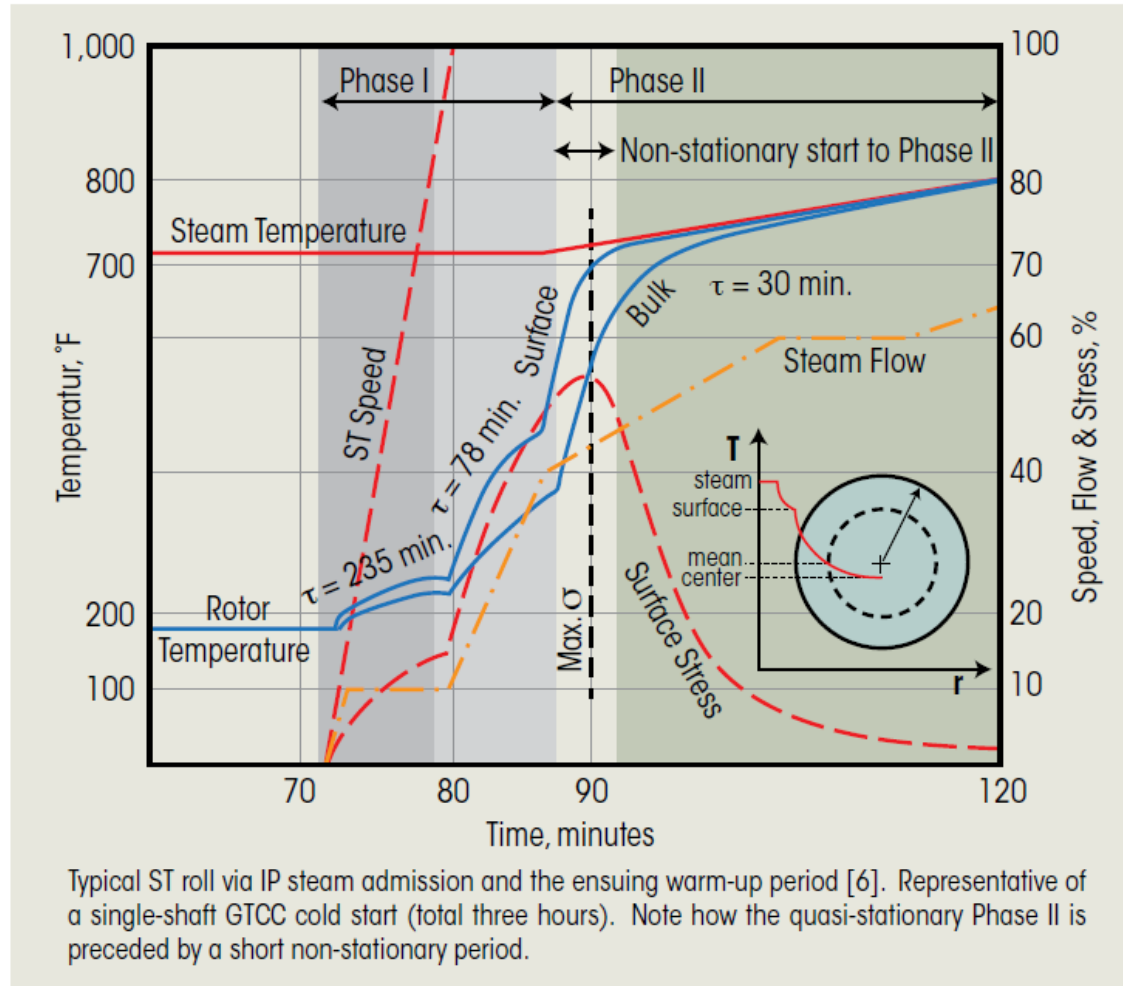 1,000
800
700
200
100
Temperatur, °F
100
80
70
60
40
20
10
Speed, Flow & Stress, %
Phase I
Phase II
Non-stationary start to Phase II
Steam Temperature
ST Speed
Surface
Bulk
τ = 30 min.
τ = 78 min.
τ = 235 min.
Steam Flow
Rotor
Temperature
Max. σ
Surface Stress
T
steam
surface
mean
center
r
70
80
90
120
Time, minutes
Typical ST roll via IP steam admission and the ensuing warm-up period [6]. Representative of
a single-shaft GTCC cold start (total three hours). Note how the quasi-stationary Phase II is
preceded by a short non-stationary period.